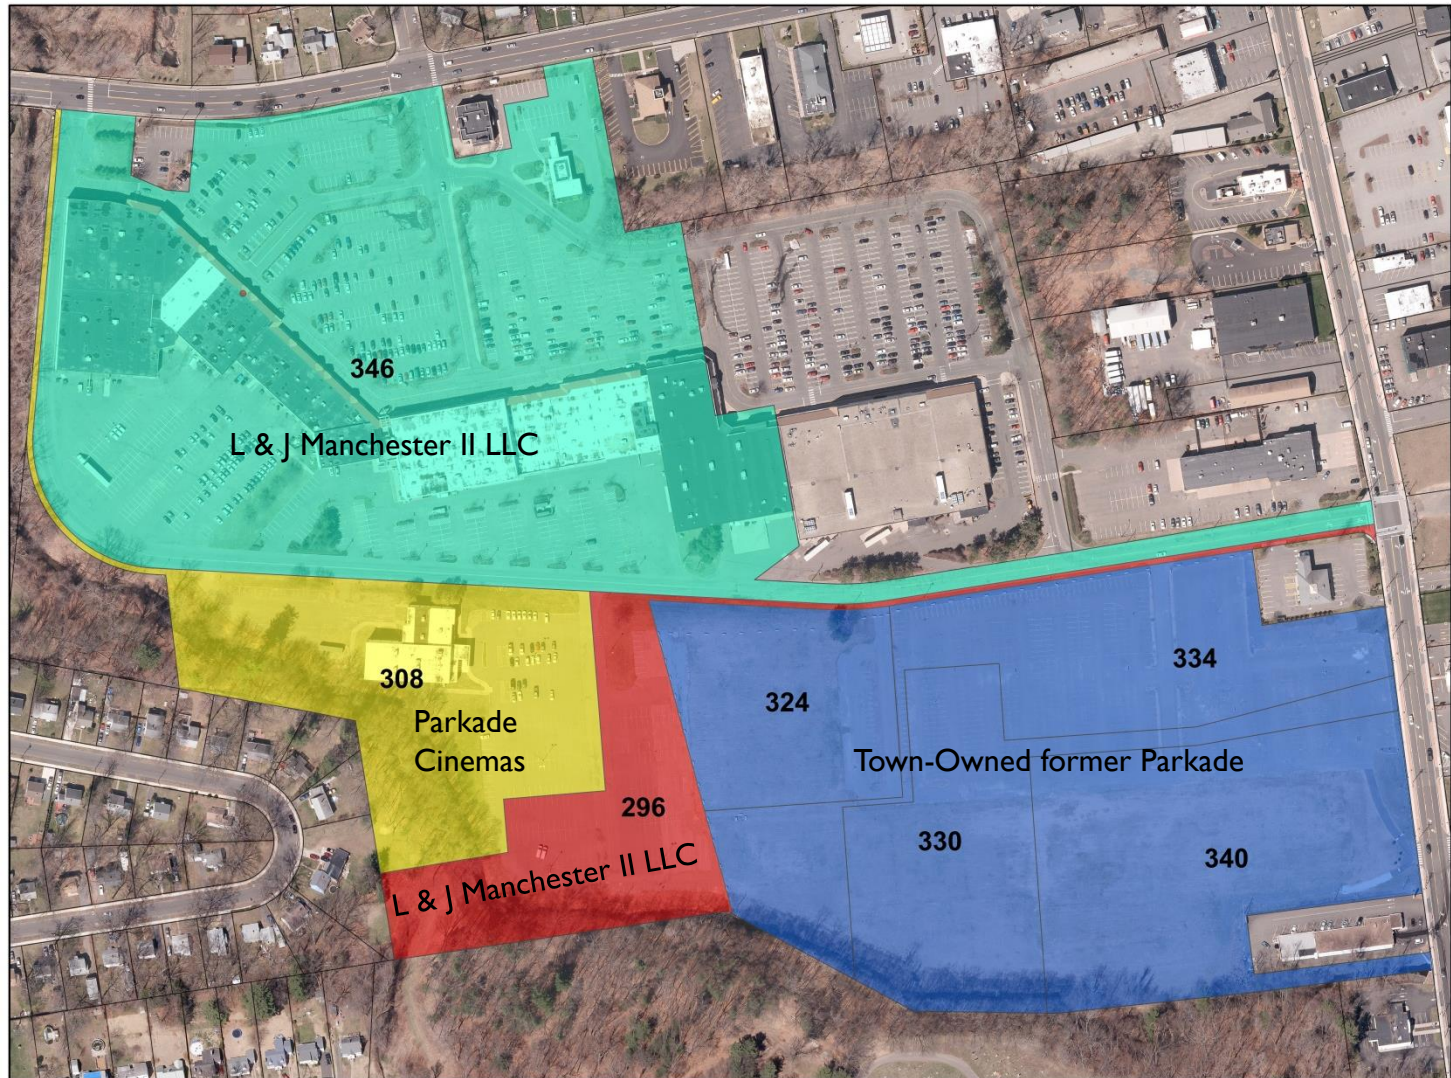 346
L & J Manchester II LLC
308
Parkade
Cinemas
296
L & J Manchester II LLC
324
334
Town-Owned former Parkade
330
340